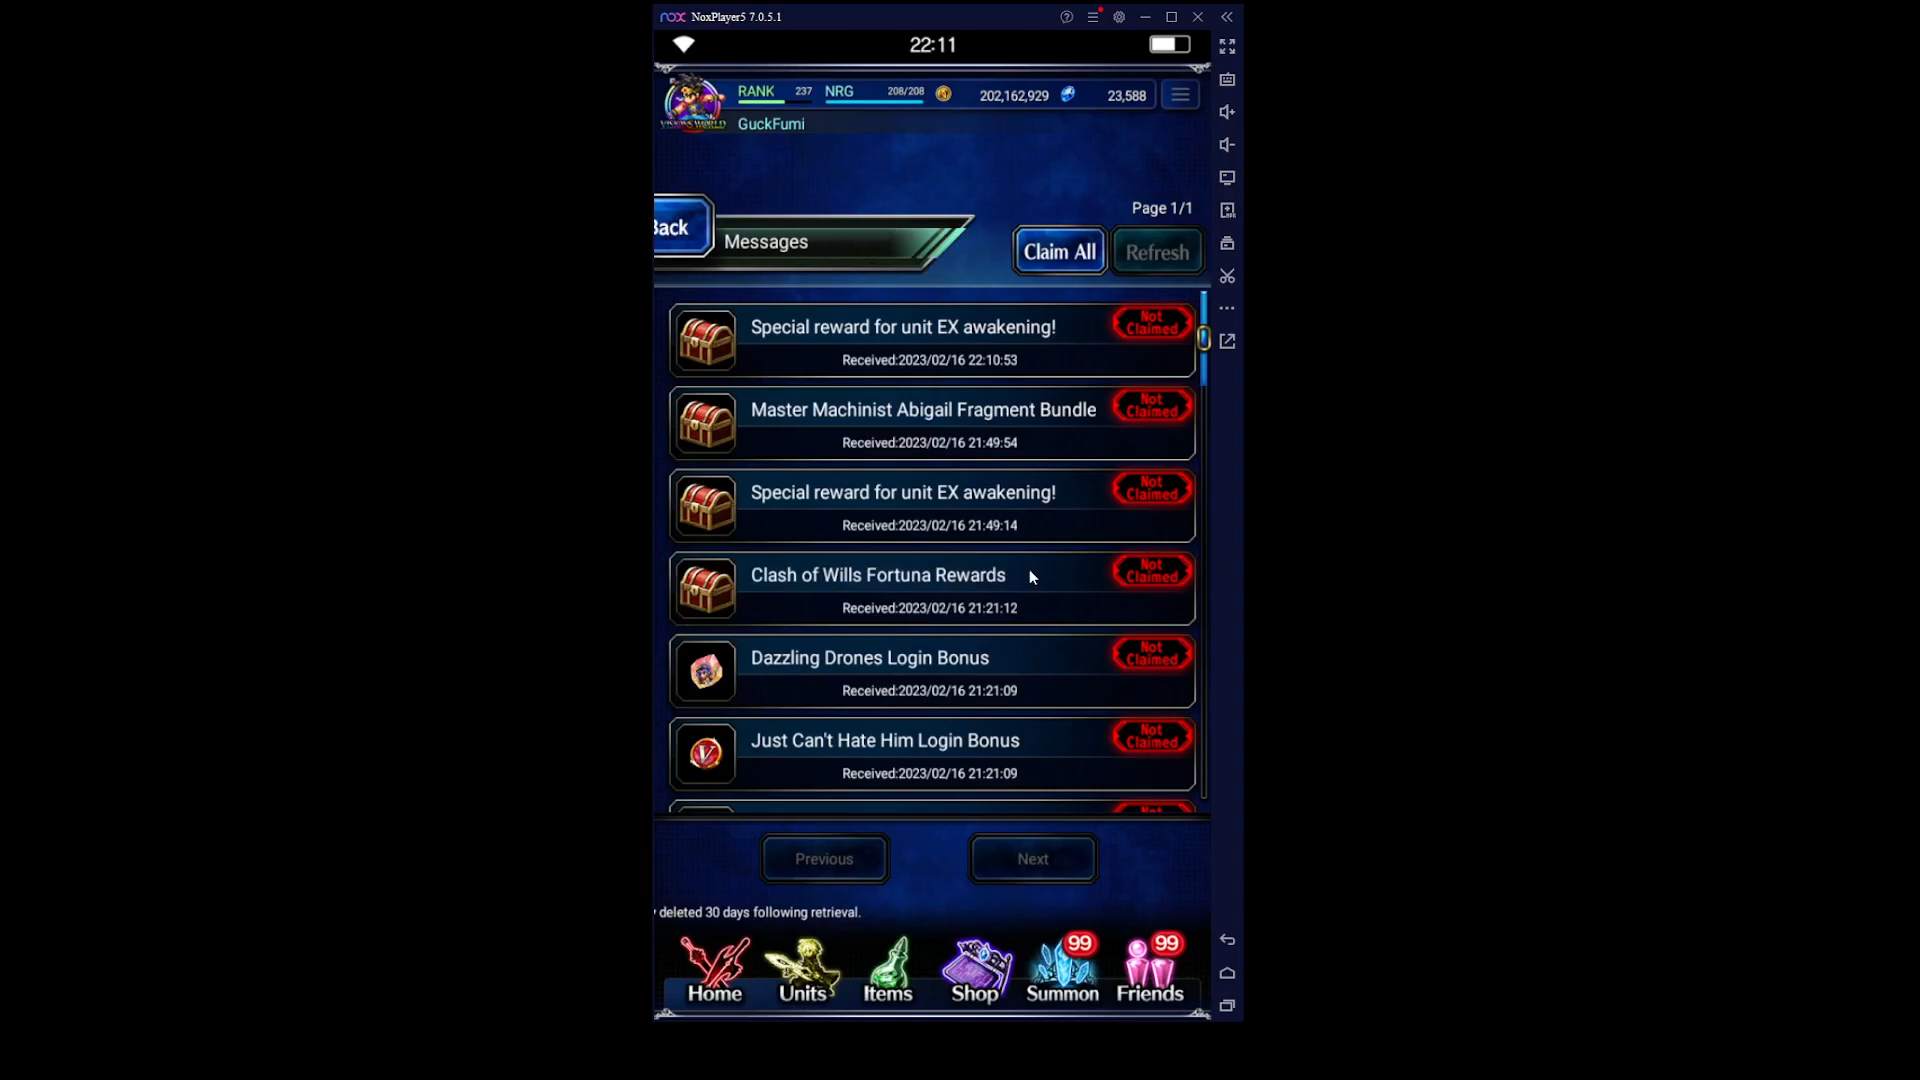 nox NoxPlayer5 7.0.5.1
22:11
RANK 237 NRG 208/208 202,162,929 23,588
VISIONS WORLD
GuckFumi
Page 1/1
Back
Messages
Claim All
Refresh
Special reward for unit EX awakening!
Not Claimed
Received:2023/02/16 22:10:53
Master Machinist Abigail Fragment Bundle
Not Claimed
Received:2023/02/16 21:49:54
Special reward for unit EX awakening!
Not Claimed
Received:2023/02/16 21:49:14
Clash of Wills Fortuna Rewards
Not Claimed
Received:2023/02/16 21:21:12
Dazzling Drones Login Bonus
Not Claimed
Received:2023/02/16 21:21:09
Just Can't Hate Him Login Bonus
Not Claimed
Received:2023/02/16 21:21:09
Not
Previous
Next
deleted 30 days following retrieval.
99
99
Home
Units
Items
Shop
Summon
Friends